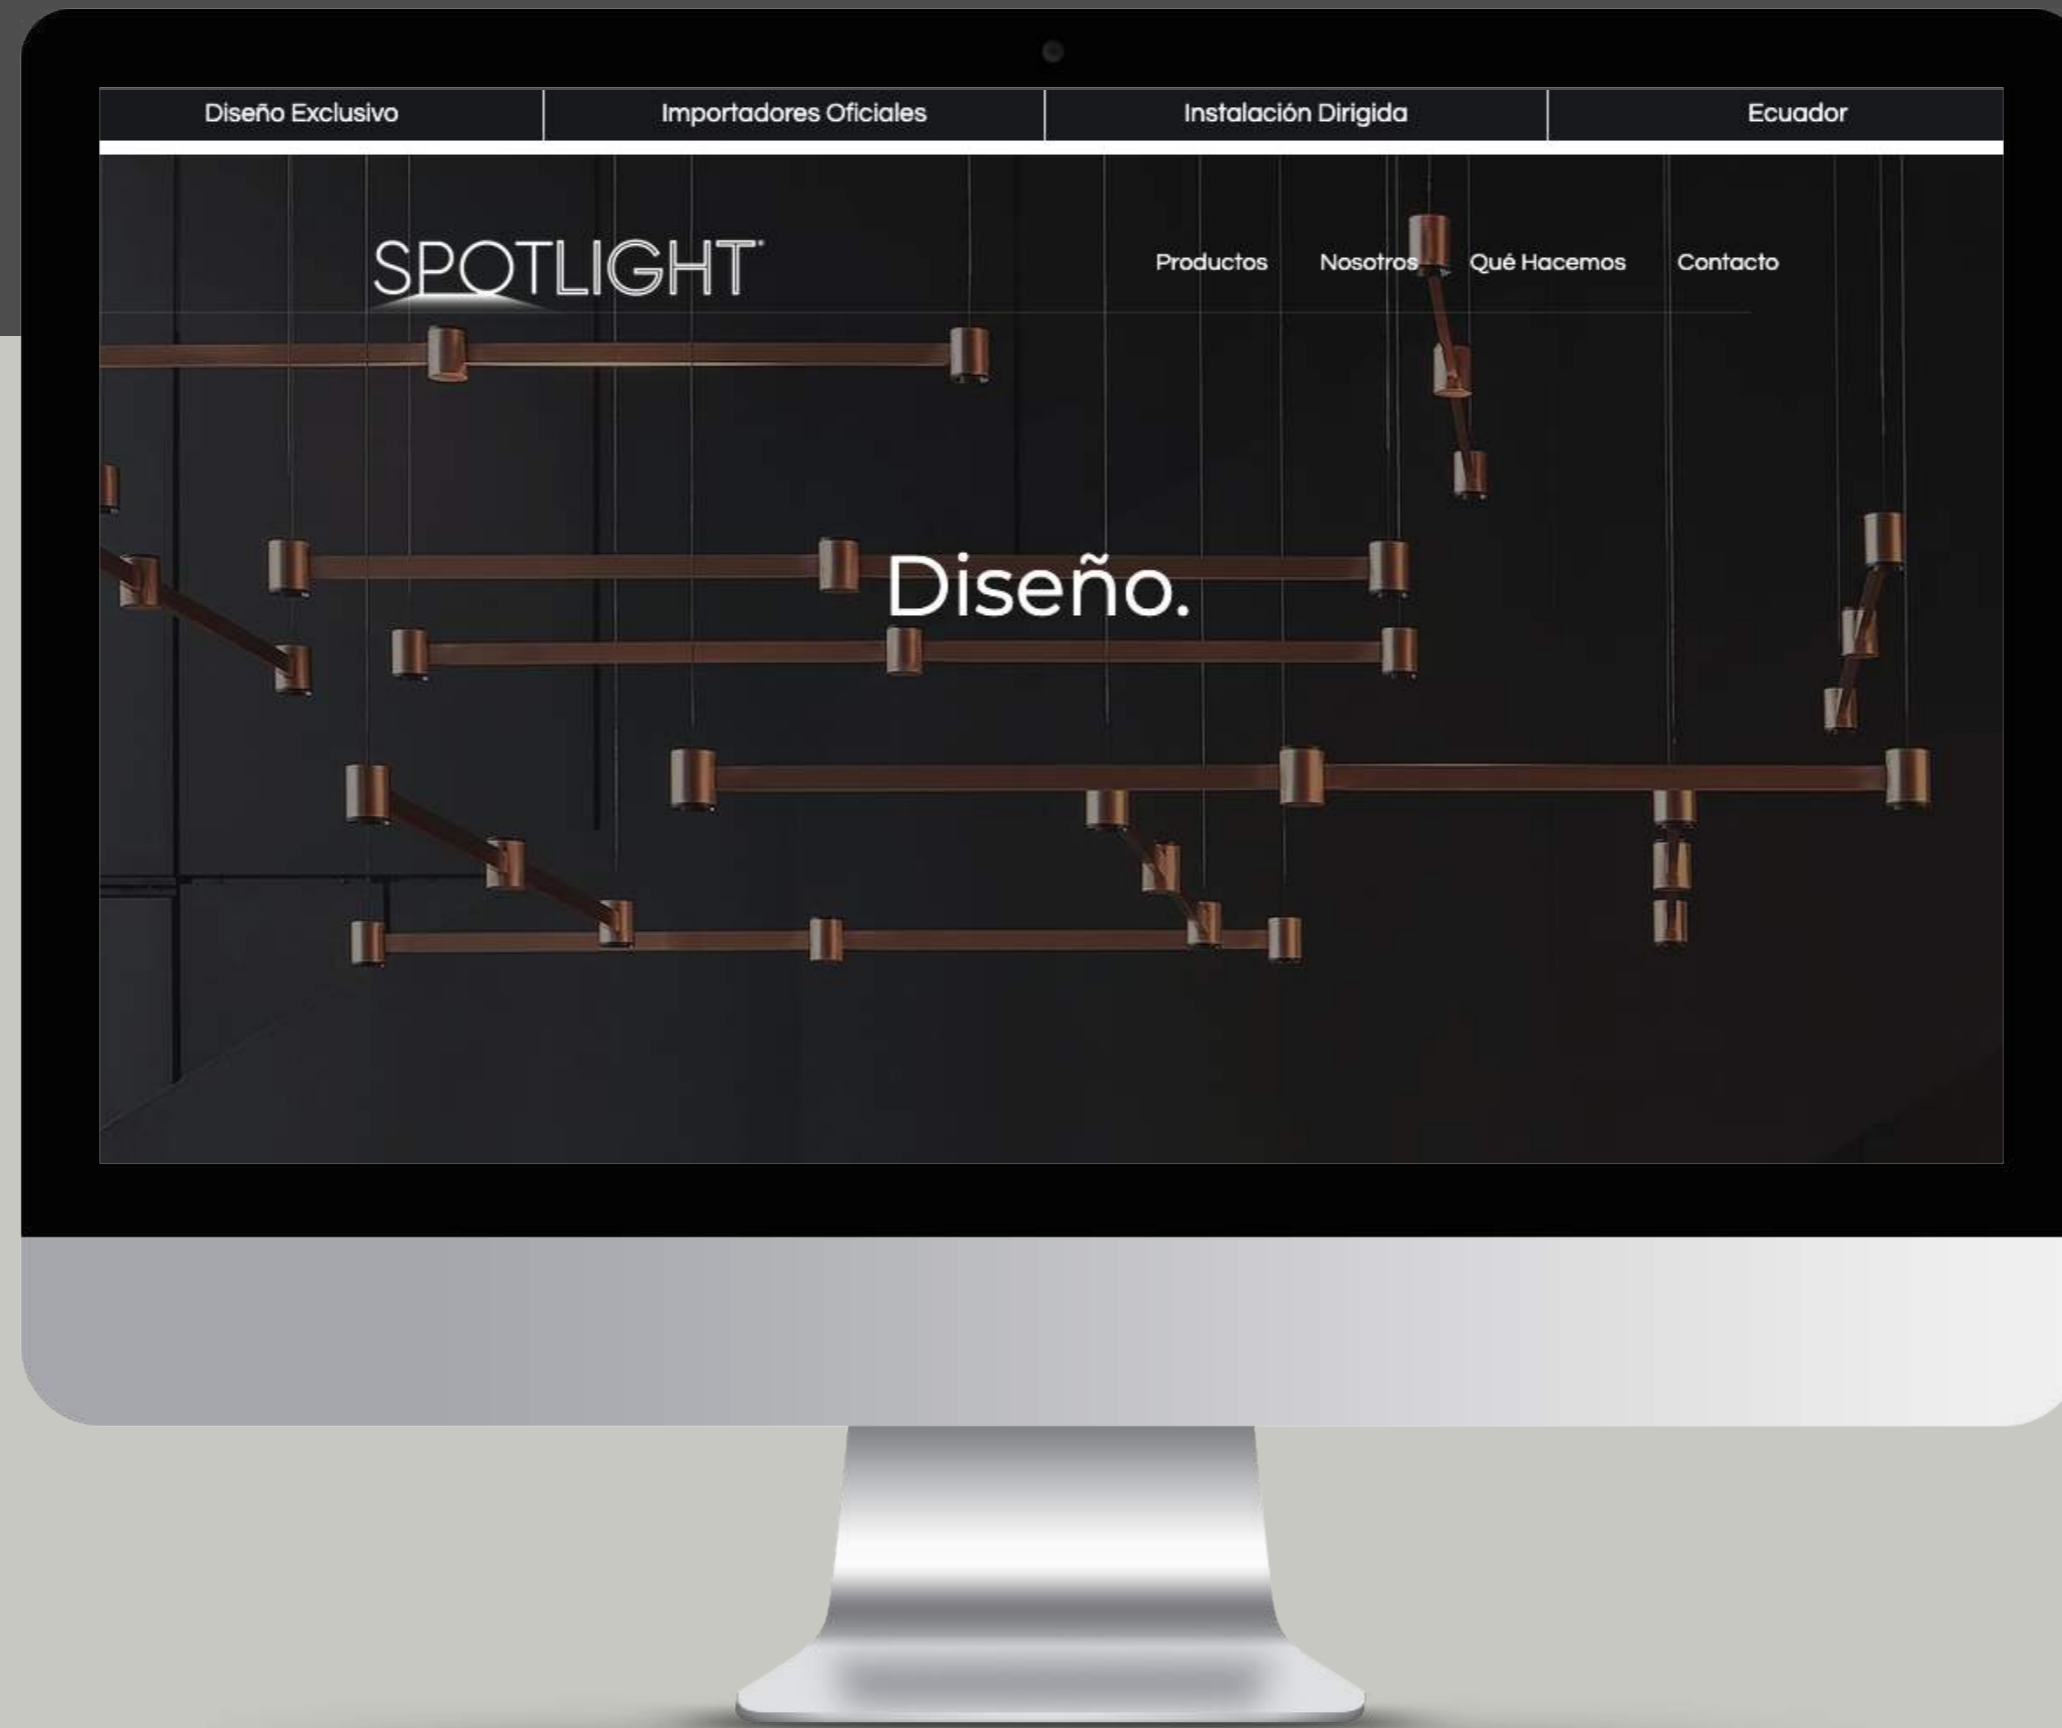 Diseño Exclusivo
Importadores Oficiales
Instalación Dirigida
Ecuador
SPOTLIGHT
Productos
Nosotros
Qué Hacemos
Contacto
Diseño.